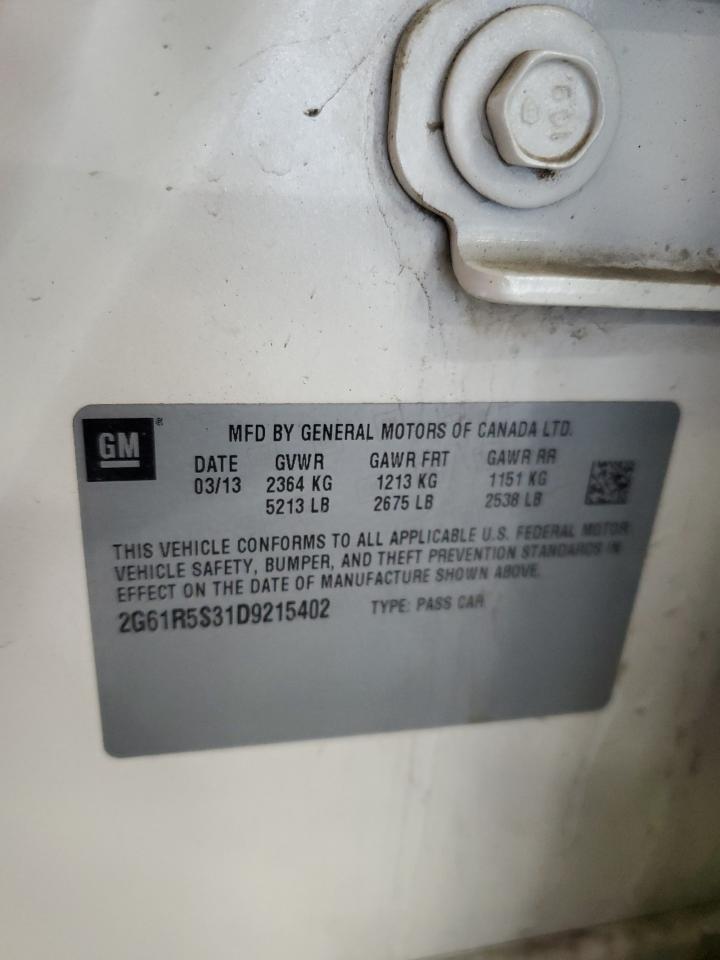 10.9
GM ®
MFD BY GENERAL MOTORS OF CANADA LTD.
DATE GVWR GAWR FRT GAWR RR
03/13 2364 KG 1213 KG 1151 KG
5213 LB 2675 LB 2538 LB
THIS VEHICLE CONFORMS TO ALL APPLICABLE U.S. FEDERAL MOTOR
VEHICLE SAFETY, BUMPER, AND THEFT PREVENTION STANDARDS IN
EFFECT ON THE DATE OF MANUFACTURE SHOWN ABOVE.
2G61R5S31D9215402 TYPE: PASS CAR